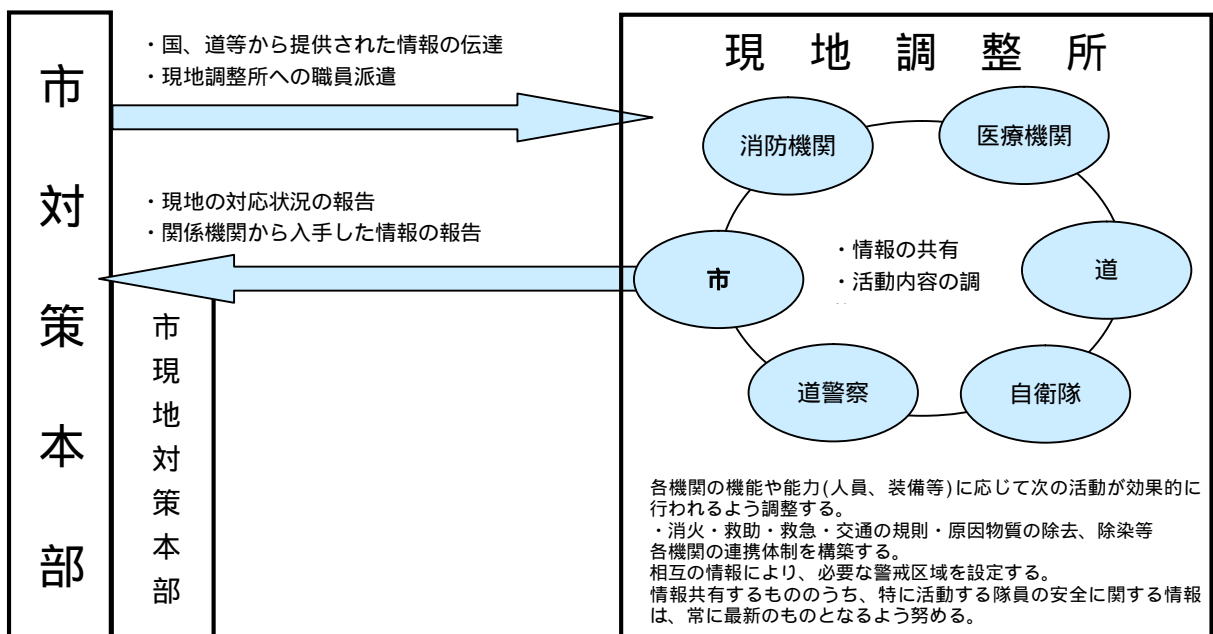 市対策本部
・国、道等から提供された情報の伝達
・現地調整所への職員派遣
・現地の対応状況の報告
・関係機関から入手した情報の報告
市現地対策本部
現地調整所
消防機関
医療機関
市
・情報の共有
・活動内容の調
道
道警察
自衛隊
各機関の機能や能力(人員、装備等)に応じて次の活動が効果的に
行われるよう調整する。
・消火・救助・救急・交通の規則・原因物質の除去、除染等
各機関の連携体制を構築する。
相互の情報により、必要な警戒区域を設定する。
情報共有するもののうち、特に活動する隊員の安全に関する情報
は、常に最新のものとなるよう努める。